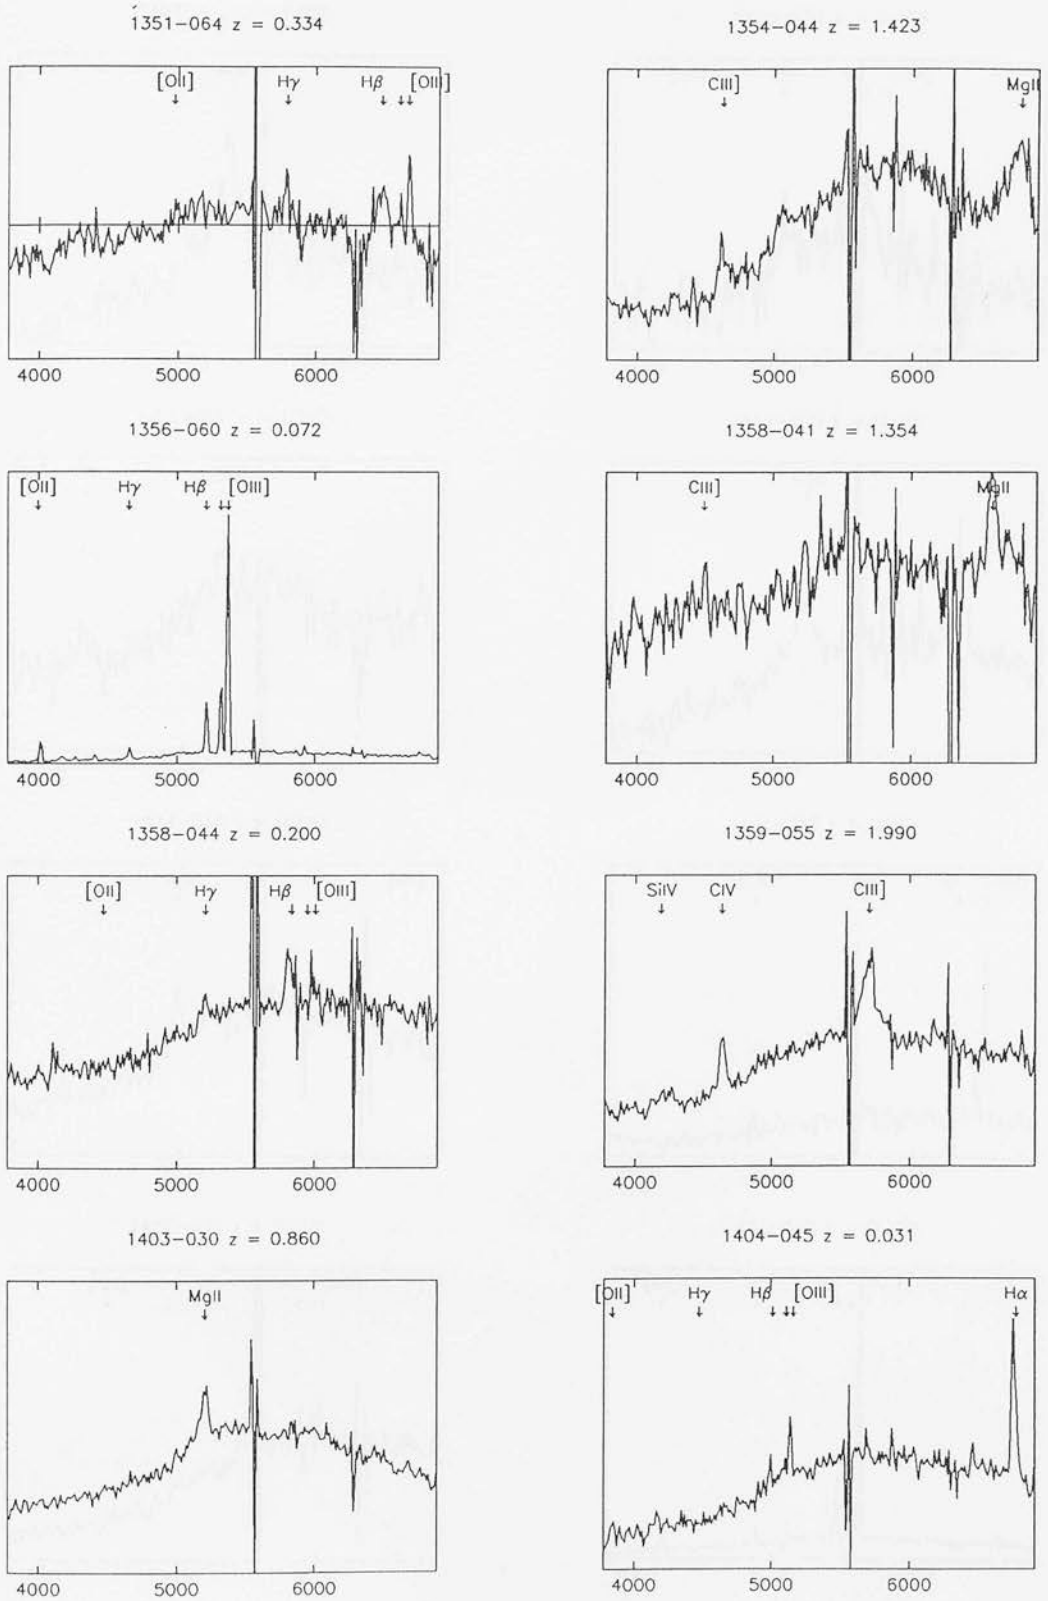 1351-064 z = 0.334
[OII] Hγ Hβ [OIII]
4000 5000 6000
1354-044 z = 1.423
CIII] MgII
4000 5000 6000
1356-060 z = 0.072
[OII] Hγ Hβ [OIII]
4000 5000 6000
1358-041 z = 1.354
CIII] MgII
4000 5000 6000
1358-044 z = 0.200
[OII] Hγ Hβ [OIII]
4000 5000 6000
1359-055 z = 1.990
SiIV CIV CIII]
4000 5000 6000
1403-030 z = 0.860
MgII
4000 5000 6000
1404-045 z = 0.031
[OII] Hγ Hβ [OIII] Hα
4000 5000 6000